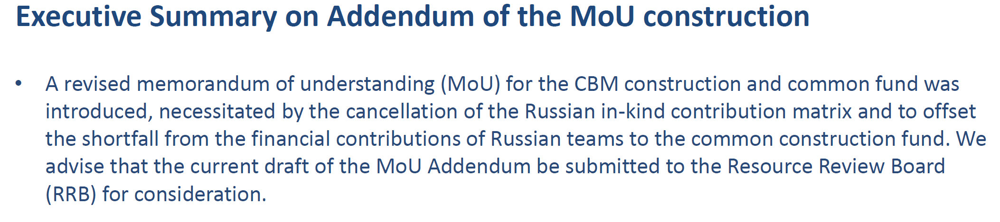 Executive Summary on Addendum of the MoU construction
• A revised memorandum of understanding (MoU) for the CBM construction and common fund was
introduced, necessitated by the cancellation of the Russian in-kind contribution matrix and to offset
the shortfall from the financial contributions of Russian teams to the common construction fund. We
advise that the current draft of the MoU Addendum be submitted to the Resource Review Board
(RRB) for consideration.